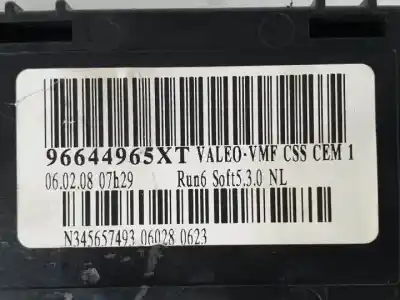 96644965XT VALEO-VMF CSS CEM 1
06.02.08 07h29 Run6 Soft5.3.0 NL
N345657493 06028 0623